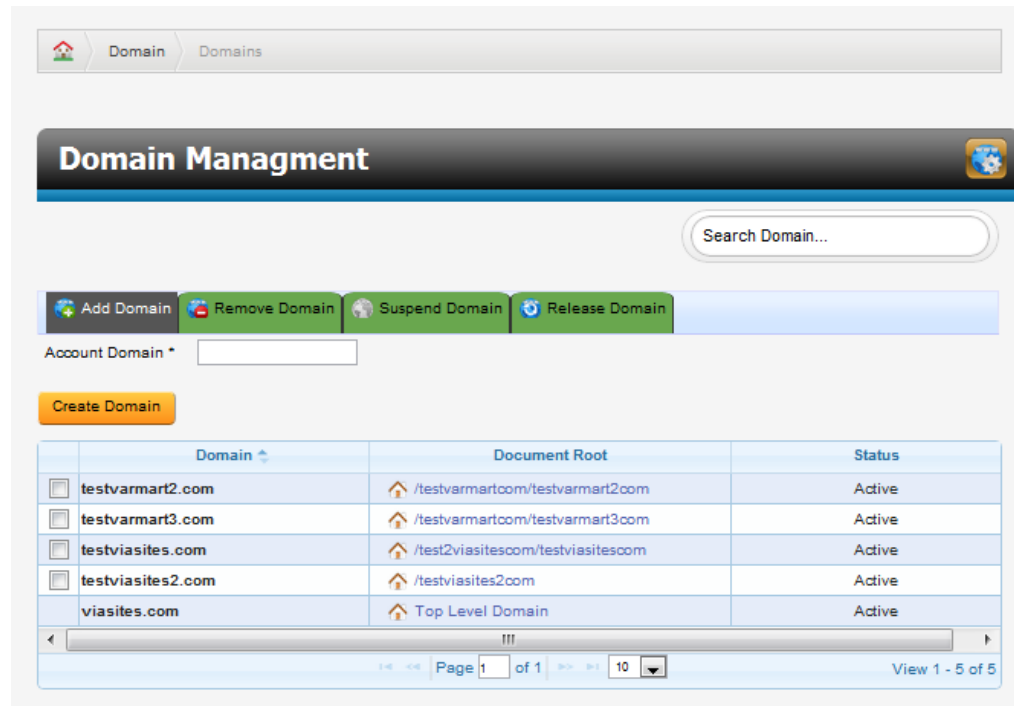 Domain Domains
Domain Managment
Search Domain...
Add Domain Remove Domain Suspend Domain Release Domain
Account Domain *
Create Domain
Domain Document Root Status
testvarmart2.com /testvarmartcom/testvarmart2com Active
testvarmart3.com /testvarmartcom/testvarmart3com Active
testviasites.com /test2viasitescom/testviasitescom Active
testviasites2.com /testviasites2com Active
viasites.com Top Level Domain Active
Page 1 of 1 10 View 1 - 5 of 5